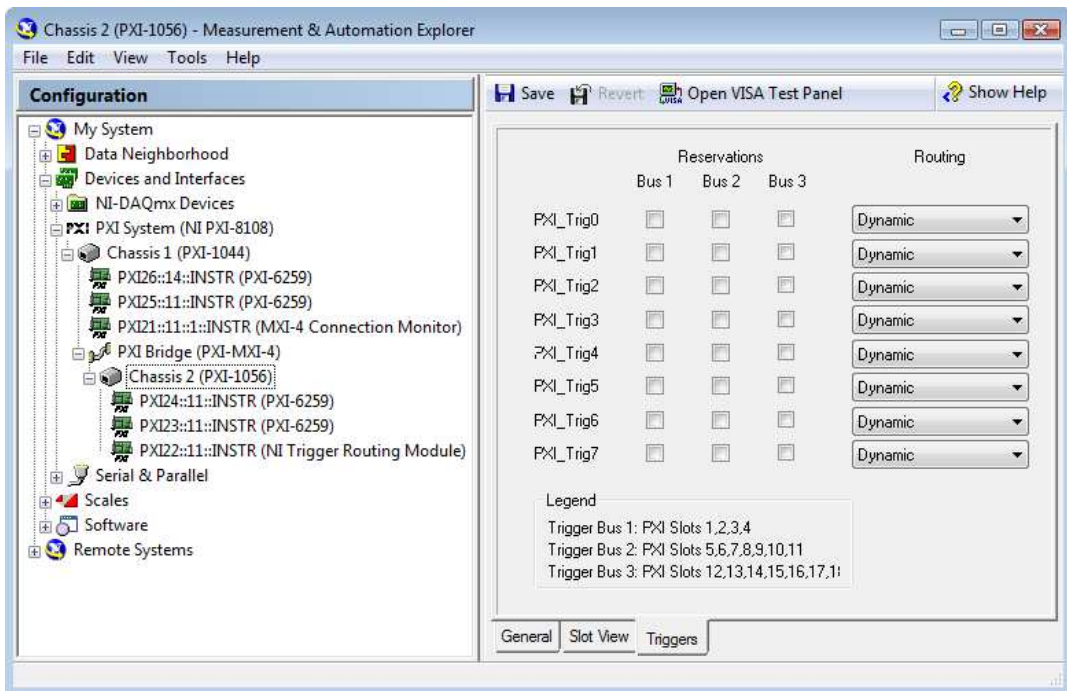 Chassis 2 (PXI-1056) - Measurement & Automation Explorer
File Edit View Tools Help
Configuration
My System
Data Neighborhood
Devices and Interfaces
NI-DAQmx Devices
PXI PXI System (NI PXI-8108)
Chassis 1 (PXI-1044)
PXI26::14::INSTR (PXI-6259)
PXI25::11::INSTR (PXI-6259)
PXI21::11::1::INSTR (MXI-4 Connection Monitor)
PXI Bridge (PXI-MXI-4)
Chassis 2 (PXI-1056)
PXI24::11::INSTR (PXI-6259)
PXI23::11::INSTR (PXI-6259)
PXI22::11::INSTR (NI Trigger Routing Module)
Serial & Parallel
Scales
Software
Remote Systems
Save Revert Open VISA Test Panel Show Help
Reservations Routing
Bus 1 Bus 2 Bus 3
PXI_Trig0 Dynamic
PXI_Trig1 Dynamic
PXI_Trig2 Dynamic
PXI_Trig3 Dynamic
PXI_Trig4 Dynamic
PXI_Trig5 Dynamic
PXI_Trig6 Dynamic
PXI_Trig7 Dynamic
Legend
Trigger Bus 1: PXI Slots 1,2,3,4
Trigger Bus 2: PXI Slots 5,6,7,8,9,10,11
Trigger Bus 3: PXI Slots 12,13,14,15,16,17,
General Slot View Triggers